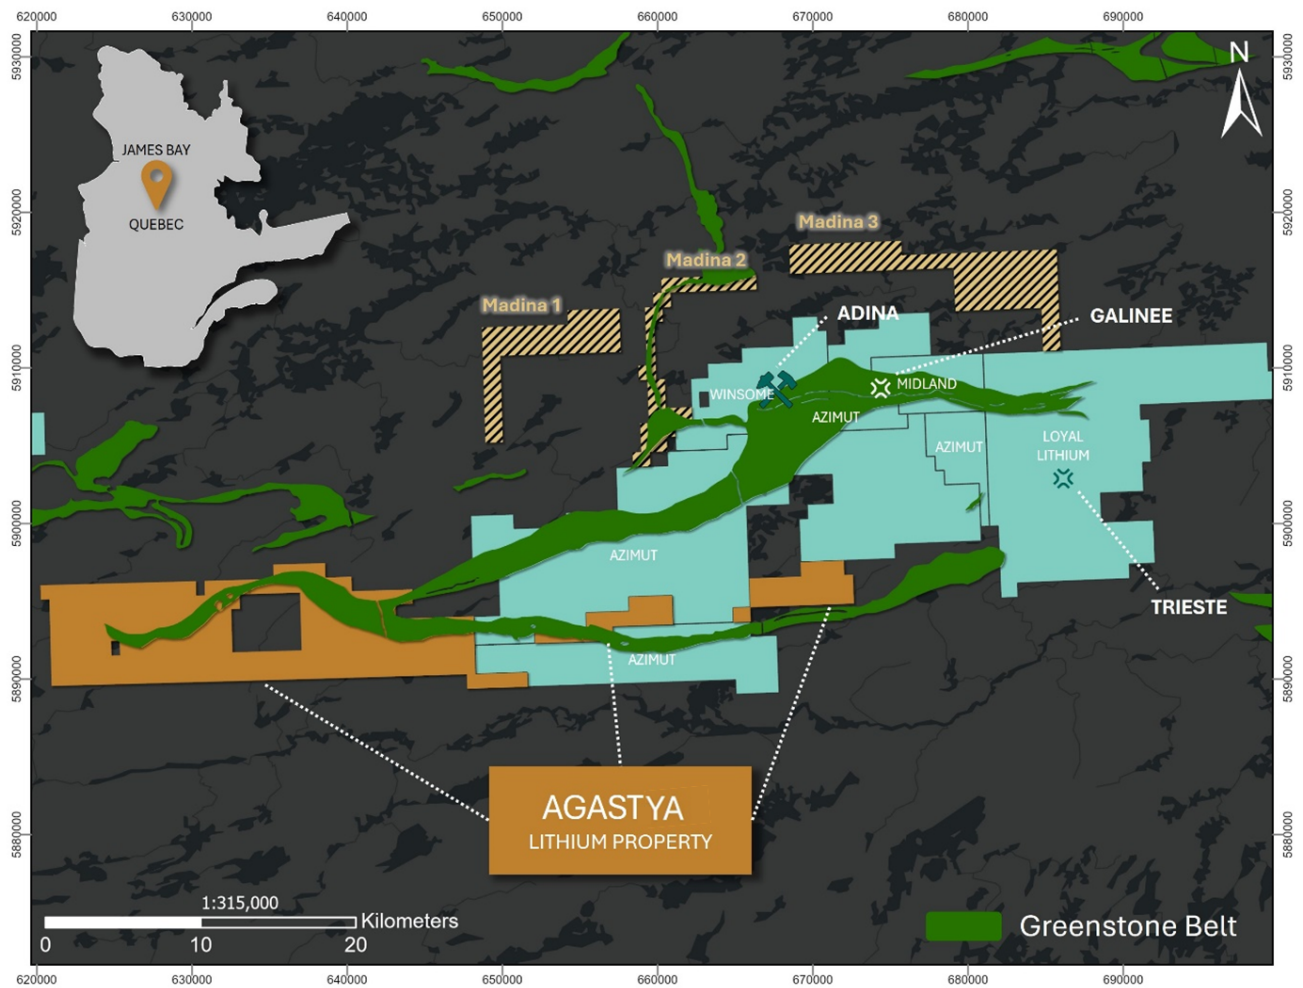 620000 630000 640000 650000 660000 670000 680000 690000
5930000 5930000
N
JAMES BAY
QUEBEC
5920000 5920000
Madina 3
Madina 2
Madina 1
ADINA
GALINEE
5910000 5910000
WINSOME
MIDLAND
AZIMUT
AZIMUT
LOYAL
LITHIUM
5900000 5900000
AZIMUT
TRIESTE
AZIMUT
5890000 5890000
AGASTYA
LITHIUM PROPERTY
5880000 5880000
1:315,000
Kilometers
0 10 20
Greenstone Belt
620000 630000 640000 650000 660000 670000 680000 690000